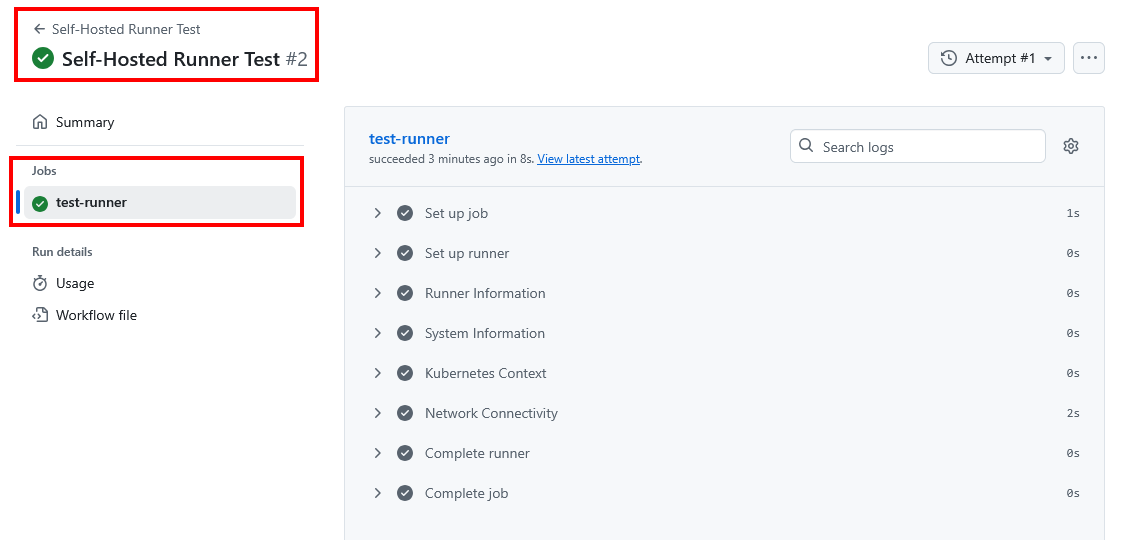 Self-Hosted Runner Test
Self-Hosted Runner Test #2
Attempt #1
Summary
Jobs
test-runner
Run details
Usage
Workflow file
test-runner
succeeded 3 minutes ago in 8s. View latest attempt.
Search logs
Set up job 1s
Set up runner 0s
Runner Information 0s
System Information 0s
Kubernetes Context 0s
Network Connectivity 2s
Complete runner 0s
Complete job 0s